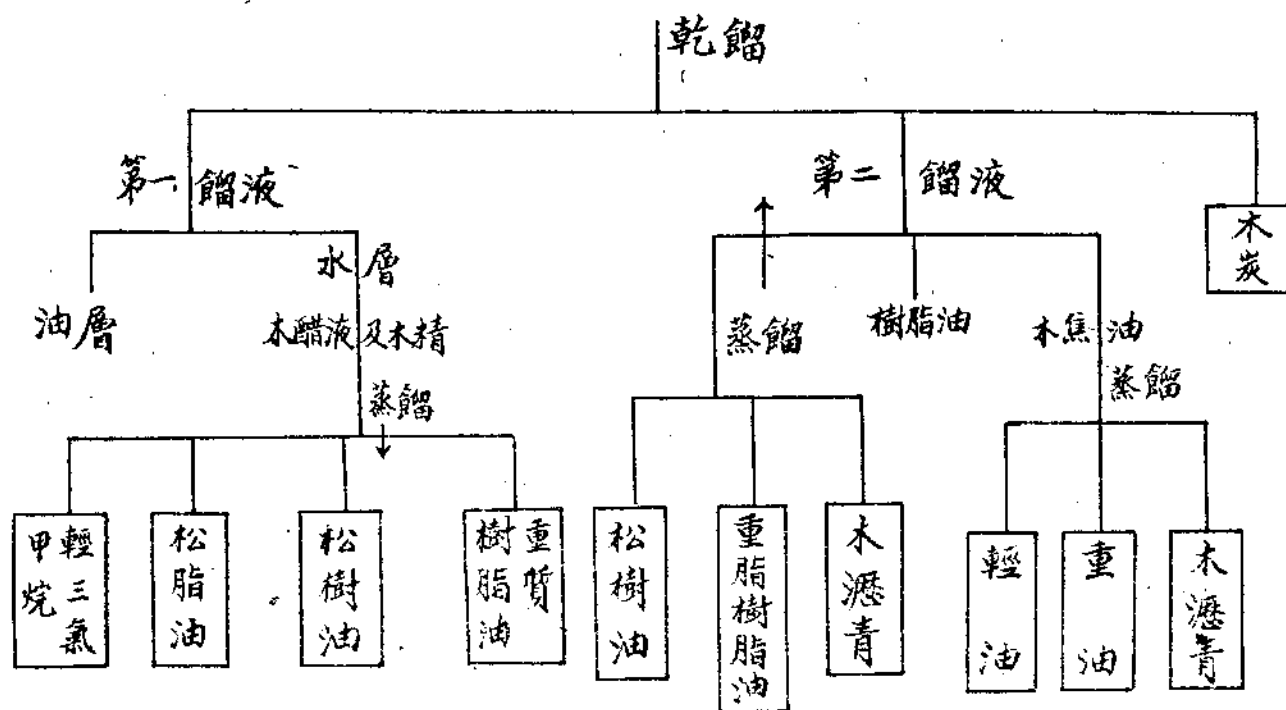 乾餾
第一餾液
第二餾液
木炭
水層
油層
木醋液及木精
蒸餾
蒸餾
樹脂油
木焦油
蒸餾
輕三氣甲烷
松脂油
松樹油
重質樹脂油
松樹油
重脂樹脂油
木瀝青
輕油
重油
木瀝青